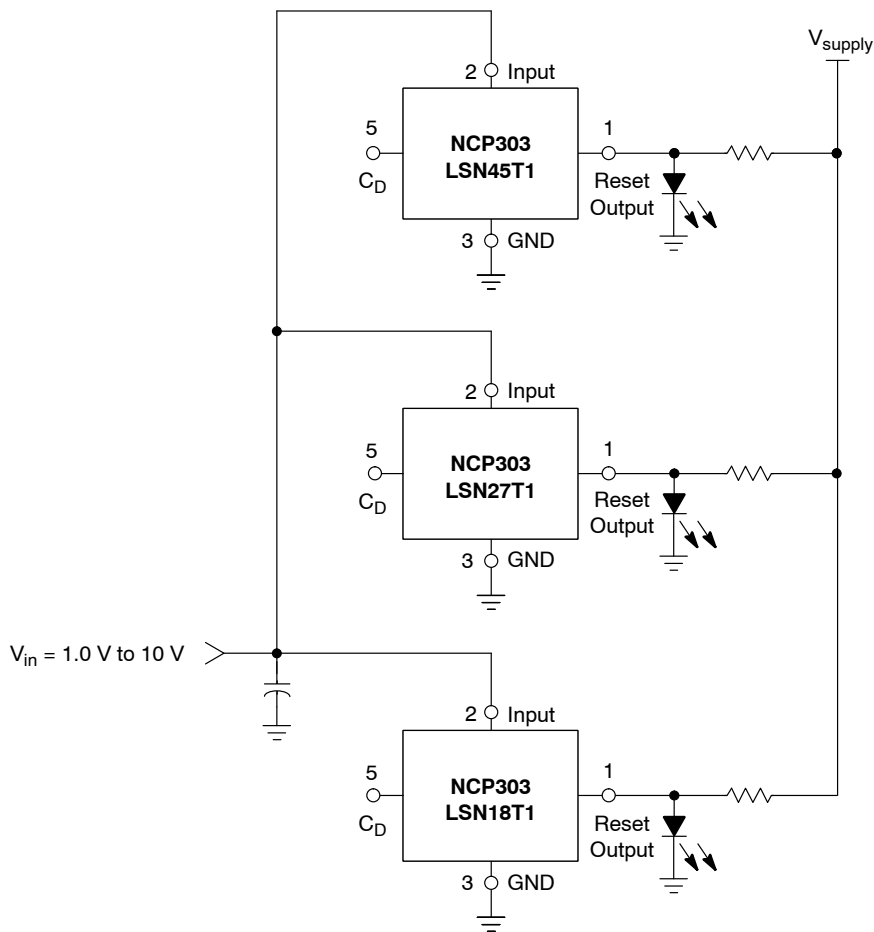 V_supply
2 Input
5
C_D
NCP303
LSN45T1
1
Reset
Output
3 GND
2 Input
5
C_D
NCP303
LSN27T1
1
Reset
Output
3 GND
V_in = 1.0 V to 10 V
2 Input
5
C_D
NCP303
LSN18T1
1
Reset
Output
3 GND